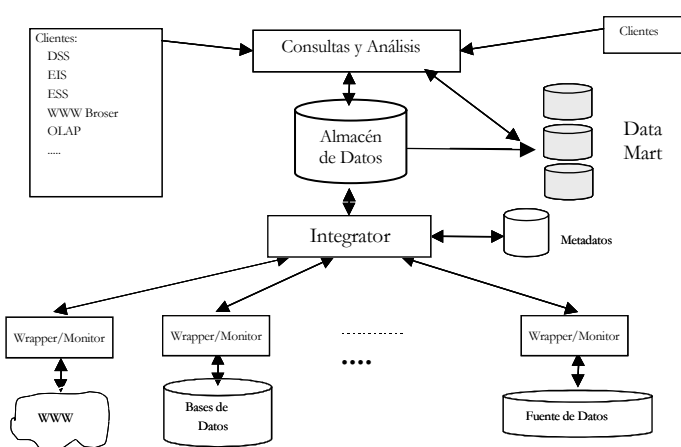 Clientes:
DSS
EIS
ESS
WWW Broser
OLAP
.....
Consultas y Análisis
Clientes
Almacén
de Datos
Data
Mart
Integrator
Metadatos
Wrapper/Monitor
Wrapper/Monitor
....
Wrapper/Monitor
WWW
Bases de
Datos
Fuente de Datos